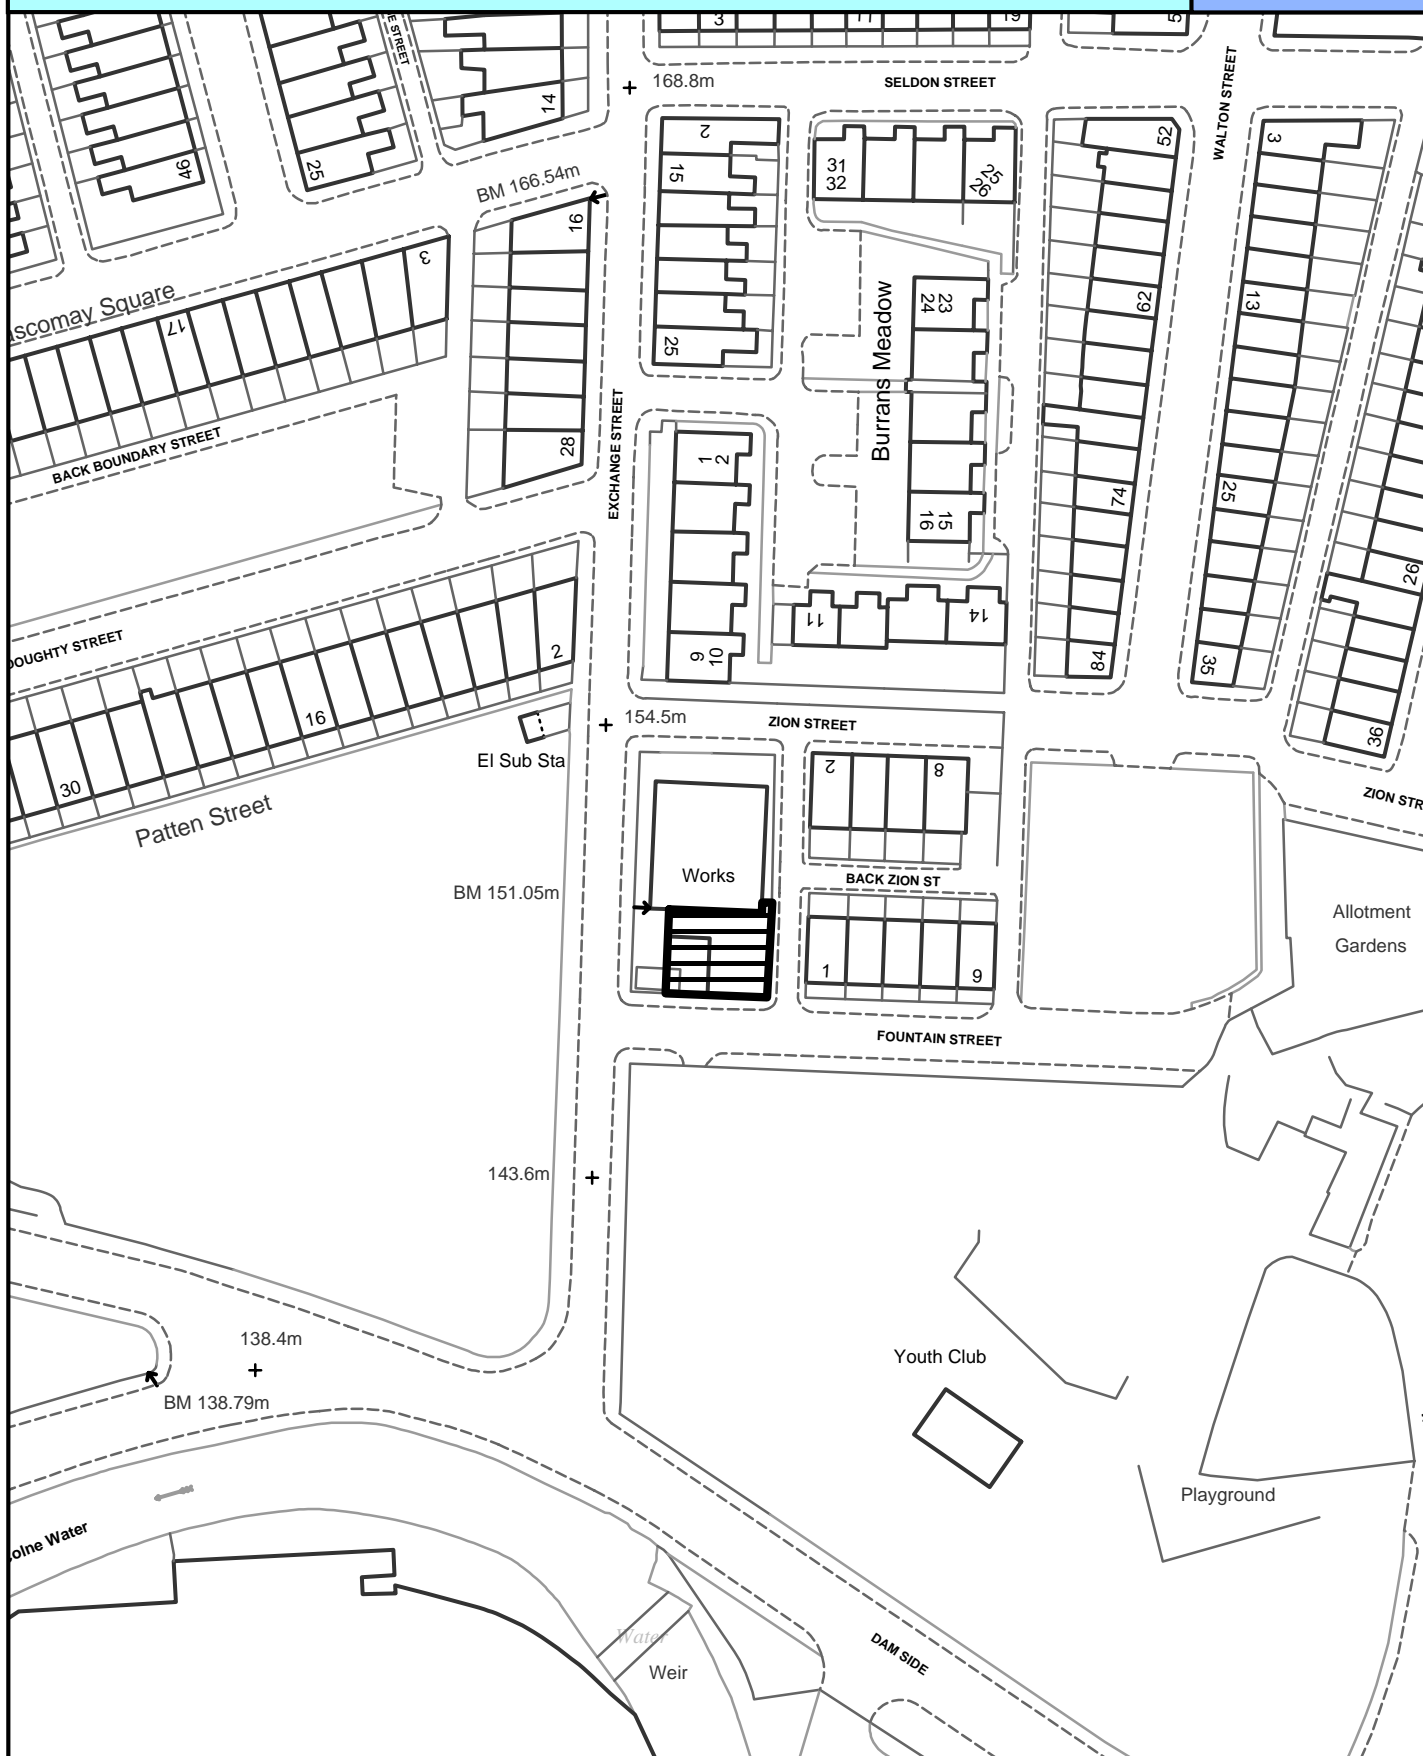 3
11
19
5
168.8m
SELDON STREET
WALTON STREET
E STREET
14
46
25
BM 166.54m
16
2
15
25
31
32
25
26
52
3
3
17
ascomay Square
BACK BOUNDARY STREET
28
EXCHANGE STREET
Burrans Meadow
23
24
62
13
1
2
15
16
74
25
26
DOUGHTY STREET
2
16
30
9
10
11
14
84
35
36
154.5m
ZION STREET
El Sub Sta
Patten Street
2
8
ZION STR
Works
BACK ZION ST
BM 151.05m
1
9
Allotment
Gardens
FOUNTAIN STREET
143.6m
138.4m
BM 138.79m
Youth Club
Playground
olne Water
Water
Weir
DAM SIDE